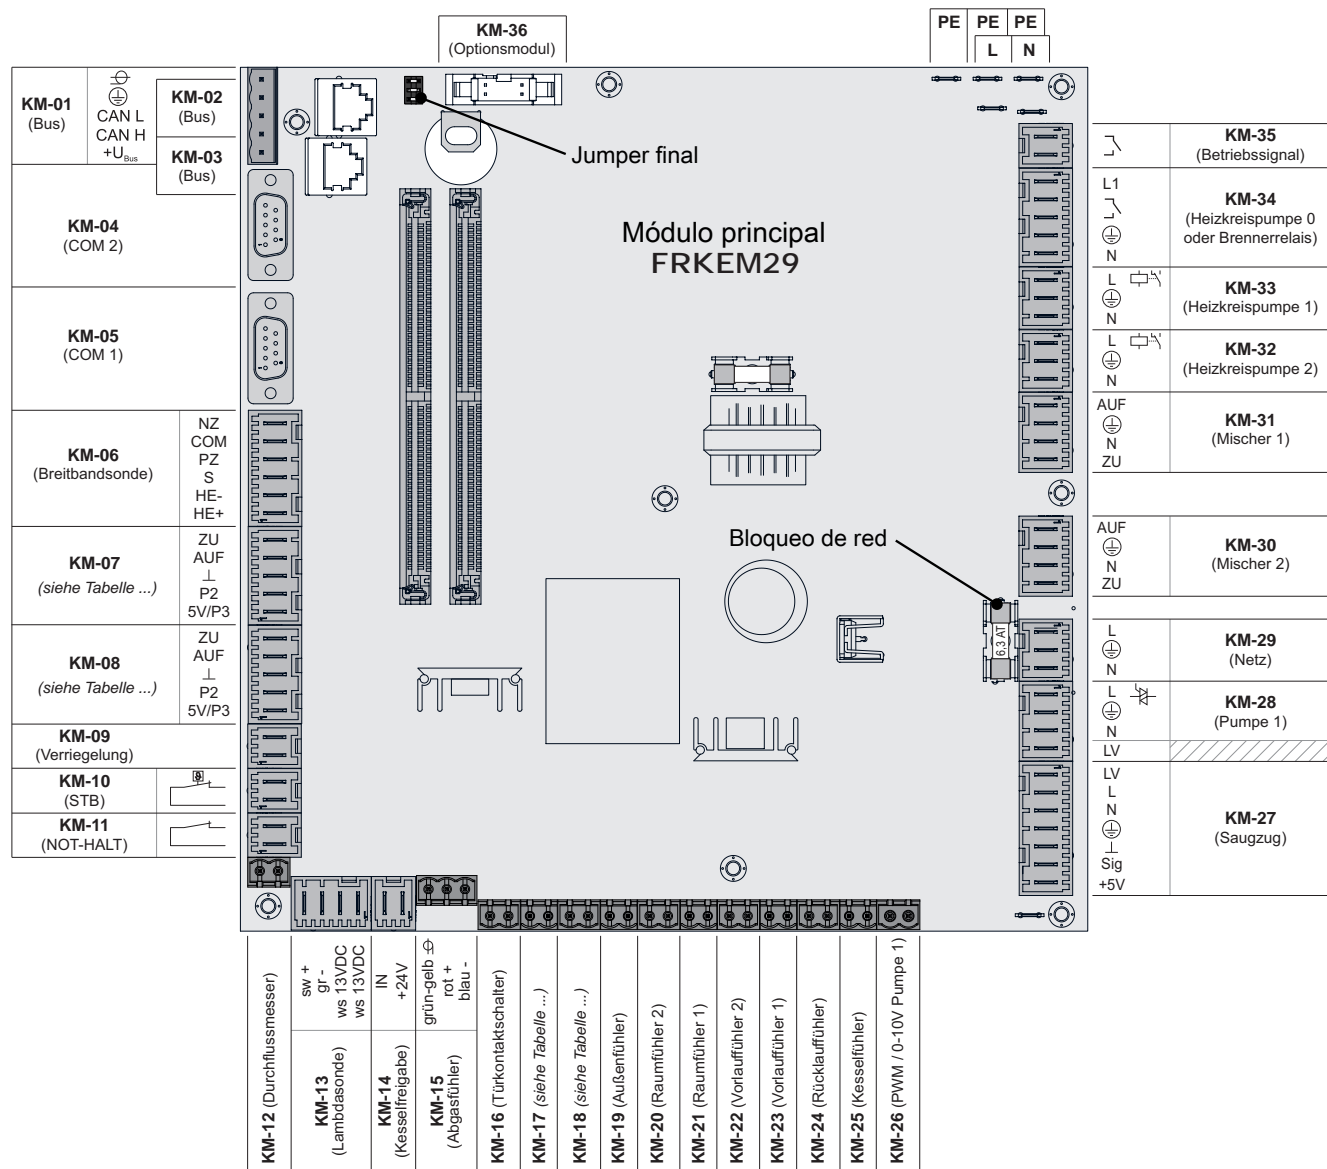 KM-36
(Optionsmodul)
PE PE PE
L N
KM-01
(Bus)
CAN L
CAN H
+U Bus
KM-02
(Bus)
KM-03
(Bus)
KM-04
(COM 2)
KM-05
(COM 1)
KM-06
(Breitbandsonde)
NZ
COM
PZ
S
HE-
HE+
KM-07
(siehe Tabelle ...)
ZU
AUF
P2
5V/P3
KM-08
(siehe Tabelle ...)
ZU
AUF
P2
5V/P3
KM-09
(Verriegelung)
KM-10
(STB)
KM-11
(NOT-HALT)
Jumper final
Módulo principal
FRKEM29
Bloqueo de red
6,3 AT
KM-35
(Betriebssignal)
L1
N
KM-34
(Heizkreispumpe 0
oder Brennerrelais)
L
N
KM-33
(Heizkreispumpe 1)
L
N
KM-32
(Heizkreispumpe 2)
AUF
N
ZU
KM-31
(Mischer 1)
AUF
N
ZU
KM-30
(Mischer 2)
L
N
KM-29
(Netz)
L
N
LV
KM-28
(Pumpe 1)
LV
L
N
Sig
+5V
KM-27
(Saugzug)
KM-12 (Durchflussmesser)
sw +
gr -
ws 13VDC
ws 13VDC
KM-13
(Lambdasonde)
IN
+24V
KM-14
(Kesselfreigabe)
grün-gelb
rot +
blau -
KM-15
(Abgasfühler)
KM-16 (Türkontaktschalter)
KM-17 (siehe Tabelle ...)
KM-18 (siehe Tabelle ...)
KM-19 (Außenfühler)
KM-20 (Raumfühler 2)
KM-21 (Raumfühler 1)
KM-22 (Vorlauffühler 2)
KM-23 (Vorlauffühler 1)
KM-24 (Rücklauffühler)
KM-25 (Kesselfühler)
KM-26 (PWM / 0-10V Pumpe 1)